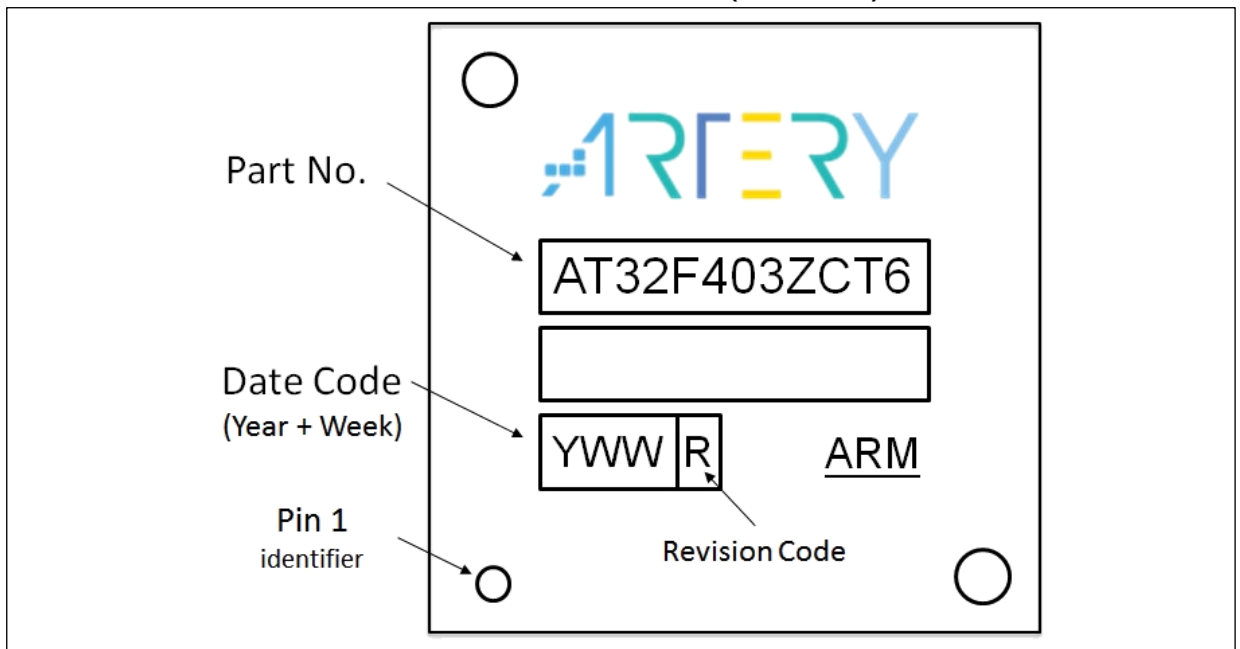 ARTERY
Part No.
AT32F403ZCT6
Date Code
(Year + Week)
YWW R
ARM
Pin 1
identifier
Revision Code